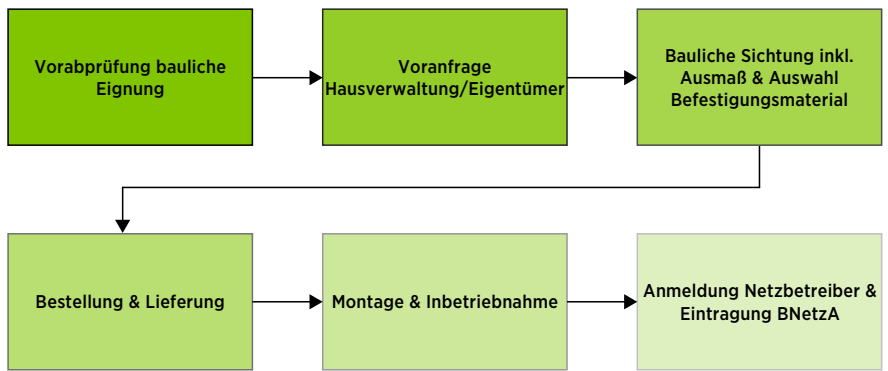 Vorabprüfung bauliche
Eignung
Voranfrage
Hausverwaltung/Eigentümer
Bauliche Sichtung inkl.
Ausmaß & Auswahl
Befestigungsmaterial
Bestellung & Lieferung
Montage & Inbetriebnahme
Anmeldung Netzbetreiber &
Eintragung BNetzA